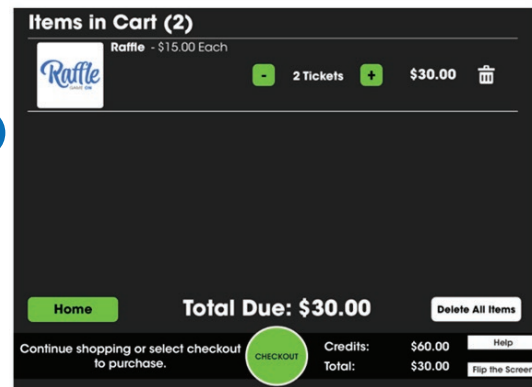 Items in Cart (2)
Raffle - $15.00 Each
Raffle
GAME ON
- 2 Tickets + $30.00
Home
Total Due: $30.00
Delete All Items
Continue shopping or select checkout
to purchase.
CHECKOUT
Credits: $60.00
Total: $30.00
Help
Flip the Screen